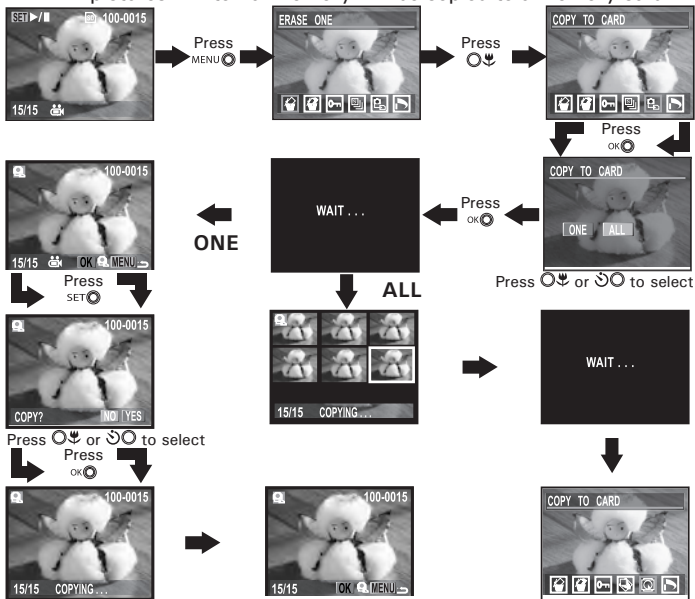 SET 100-0015
15/15
Press
MENU
ERASE ONE
Press
COPY TO CARD
Press
OK
COPY TO CARD
ONE ALL
Press or to select
Press
OK
WAIT . . .
ONE
100-0015
15/15 OK MENU
Press
SET
100-0015
COPY? NO YES
Press or to select
Press
OK
100-0015
15/15 COPYING . . .
100-0015
15/15 OK MENU
ALL
15/15 COPYING . . .
WAIT . . .
COPY TO CARD